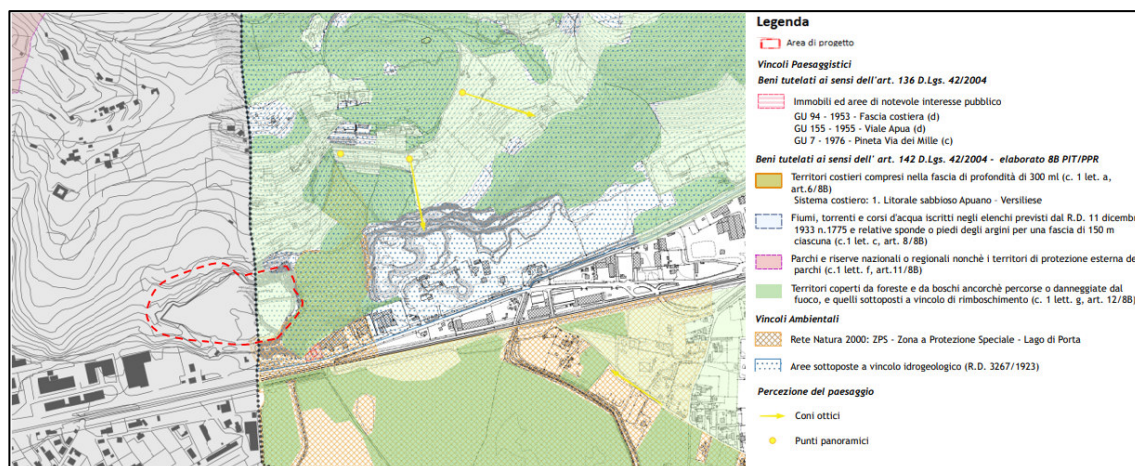 Legenda
Area di progetto
Vincoli Paesaggistici
Beni tutelati ai sensi dell'art. 136 D.Lgs. 42/2004
Immobili ed aree di notevole interesse pubblico
GU 94 - 1953 - Fascia costiera (d)
GU 155 - 1955 - Viale Apua (d)
GU 7 - 1976 - Pineta Via dei Mille (c)
Beni tutelati ai sensi dell' art. 142 D.Lgs. 42/2004 - elaborato 8B PIT/PPR
Territori costieri compresi nella fascia di profondità di 300 ml (c. 1 let. a,
art.6/8B)
Sistema costiero: 1. Litorale sabbioso Apuano - Versiliese
Fiumi, torrenti e corsi d'acqua iscritti negli elenchi previsti dal R.D. 11 dicembr
1933 n.1775 e relative sponde o piedi degli argini per una fascia di 150 m
ciascuna (c.1 let. c, art. 8/8B)
Parchi e riserve nazionali o regionali nonchè i territori di protezione esterna de
parchi (c.1 lett. f, art.11/8B)
Territori coperti da foreste e da boschi ancorchè percorse o danneggiate dal
fuoco, e quelli sottoposti a vincolo di rimboschimento (c. 1 lett. g, art. 12/8B)
Vincoli Ambientali
Rete Natura 2000: ZPS - Zona a Protezione Speciale - Lago di Porta
Aree sottoposte a vincolo idrogeologico (R.D. 3267/1923)
Percezione del paesaggio
Coni ottici
Punti panoramici